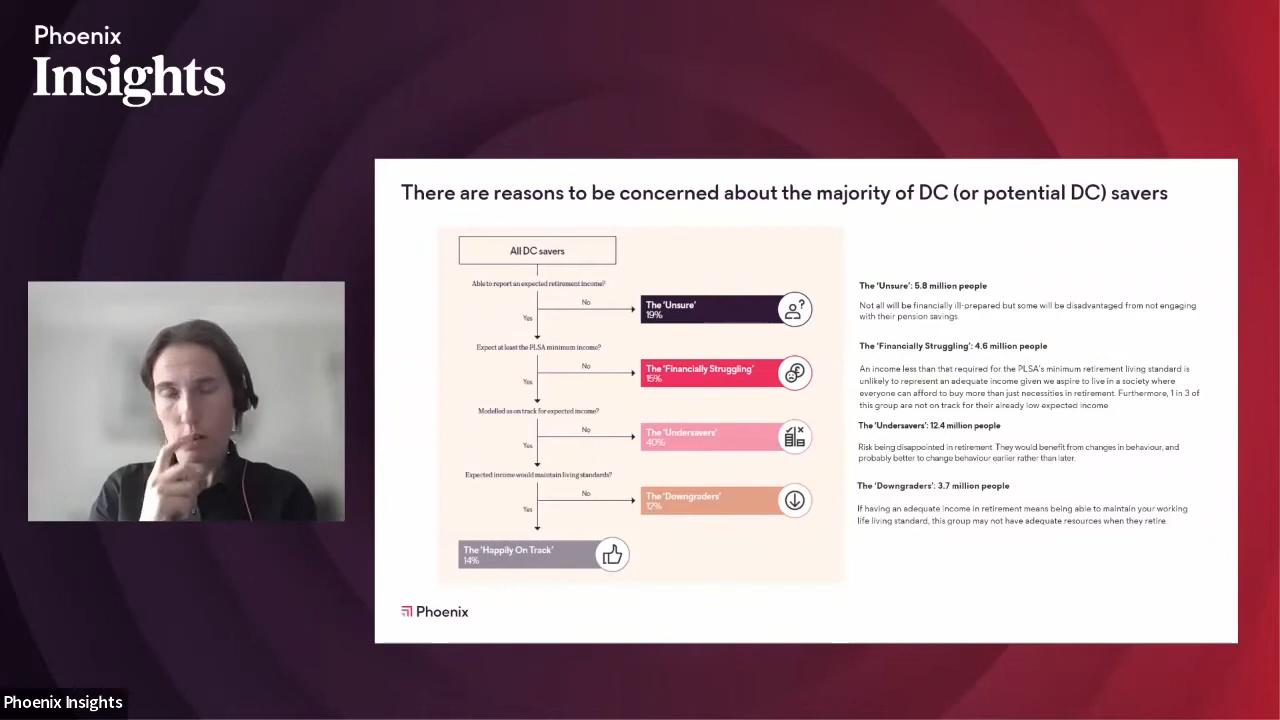 Phoenix
Insights
There are reasons to be concerned about the majority of DC (or potential DC) savers
All DC savers
Able to report an expected retirement income?
No
Yes
The 'Unsure'
19%
Expect at least the PLSA minimum income?
No
Yes
The 'Financially Struggling'
15%
Modelled as on track for expected income?
No
Yes
The 'Undersavers'
40%
Expected income would maintain living standards?
No
Yes
The 'Downgraders'
12%
The 'Happily On Track'
14%
The 'Unsure': 5.8 million people
Not all will be financially ill-prepared but some will be disadvantaged from not engaging
with their pension savings.
The 'Financially Struggling': 4.6 million people
An income less than that required for the PLSA's minimum retirement living standard is
unlikely to represent an adequate income given we aspire to live in a society where
everyone can afford to buy more than just necessities in retirement. Furthermore, 1 in 3 of
this group are not on track for their already low expected income
The 'Undersavers': 12.4 million people
Risk being disappointed in retirement. They would benefit from changes in behaviour, and
probably better to change behaviour earlier rather than later.
The 'Downgraders': 3.7 million people
If having an adequate income in retirement means being able to maintain your working
life living standard, this group may not have adequate resources when they retire.
Phoenix
Phoenix Insights